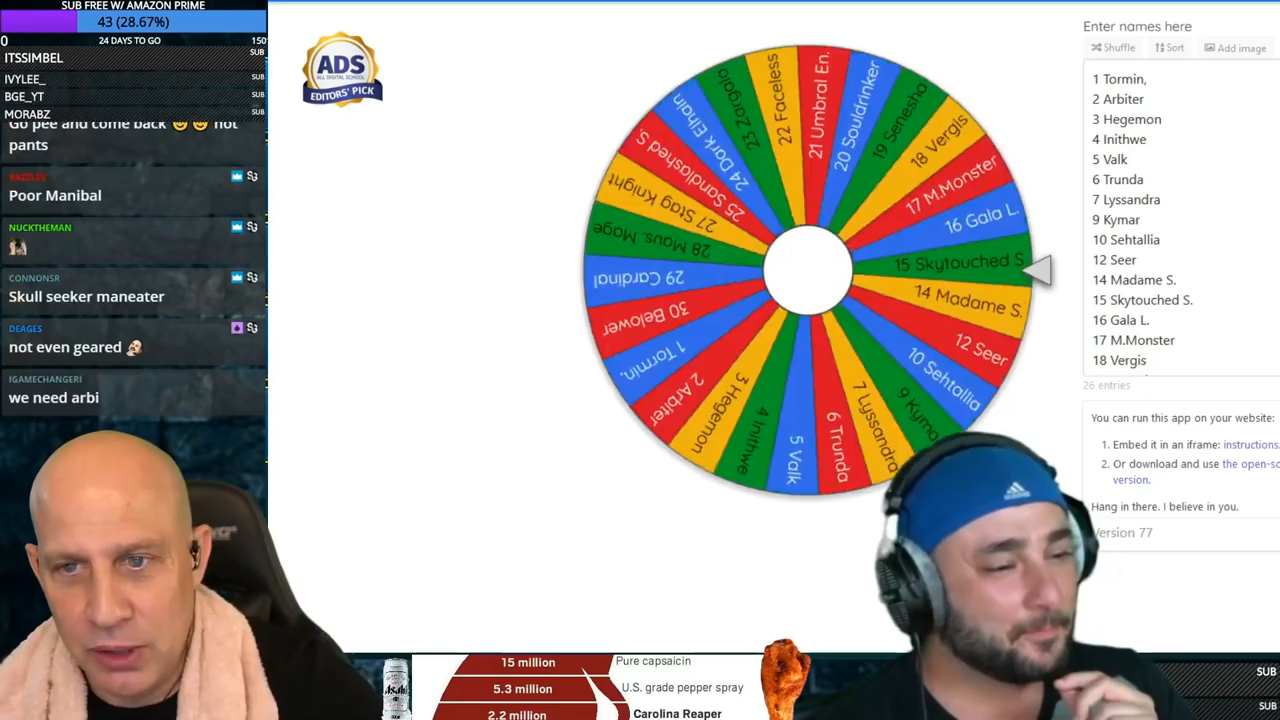 SUB FREE W/ AMAZON PRIME
43 (28.67%)
0
24 DAYS TO GO
150
ITSSIMBEL
SUB
IVYLEE_
SUB
BGE_YT
SUB
MORABZ
SUB
Go pee and come back 😀 😀 not
pants
Poor Manibal
NUCKTHEMAN
CONNONSR
Skull seeker maneater
DEAGES
not even geared
IGAMECHANGERI
we need arbi
ADS
ALL DIGITAL SCHOOL
EDITORS' PICK
22 Faceless
21 Umbral En.
20 Souldrinker
19 Senesha
18 Vergis
17 M.Monster
16 Gala L.
15 Skytouched S
14 Madame S.
12 Seer
10 Sehtallia
9 Kyma
7 Lyssandra
6 Trunda
5 Valk
4 Inithwe
3 Hegemon
2 Arbiter
1 Tormin,
30 Belower
29 Cardinal
28 Maus. Mage
27 Stag Knight
25 Sandlashed S.
24 Dark Elhain
23 Zargala
Enter names here
Shuffle
Sort
Add image
1 Tormin,
2 Arbiter
3 Hegemon
4 Inithwe
5 Valk
6 Trunda
7 Lyssandra
9 Kymar
10 Sehtallia
12 Seer
14 Madame S.
15 Skytouched S.
16 Gala L.
17 M.Monster
18 Vergis
26 entries
You can run this app on your website:
1. Embed it in an iframe: instructions.
2. Or download and use the open-so
version.
Hang in there. I believe in you.
Version 77
15 million
Pure capsaicin
5.3 million
U.S. grade pepper spray
2.2 million
Carolina Reaper
Asahi
SUB
SUB